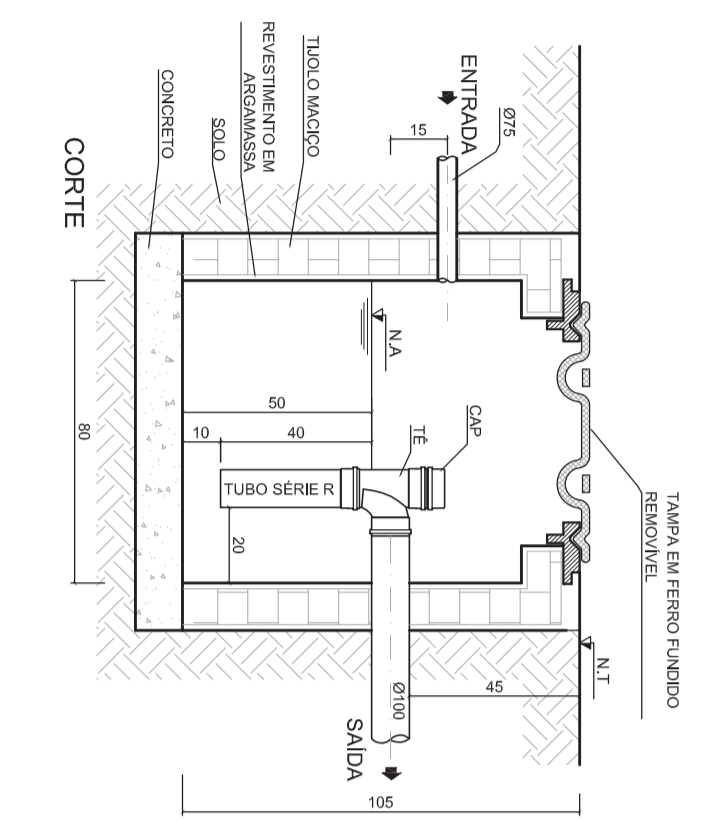 TAMPA EM FERRO FUNDIDO
REMOVÍVEL
N.T
ENTRADA
Ø75
15
N.A
CAP
TÊ
TUBO SÉRIE R
50
40
10
20
45
Ø100
SAÍDA
105
80
TIJOLO MACIÇO
REVESTIMENTO EM
ARGAMASSA
SOLO
CONCRETO
CORTE